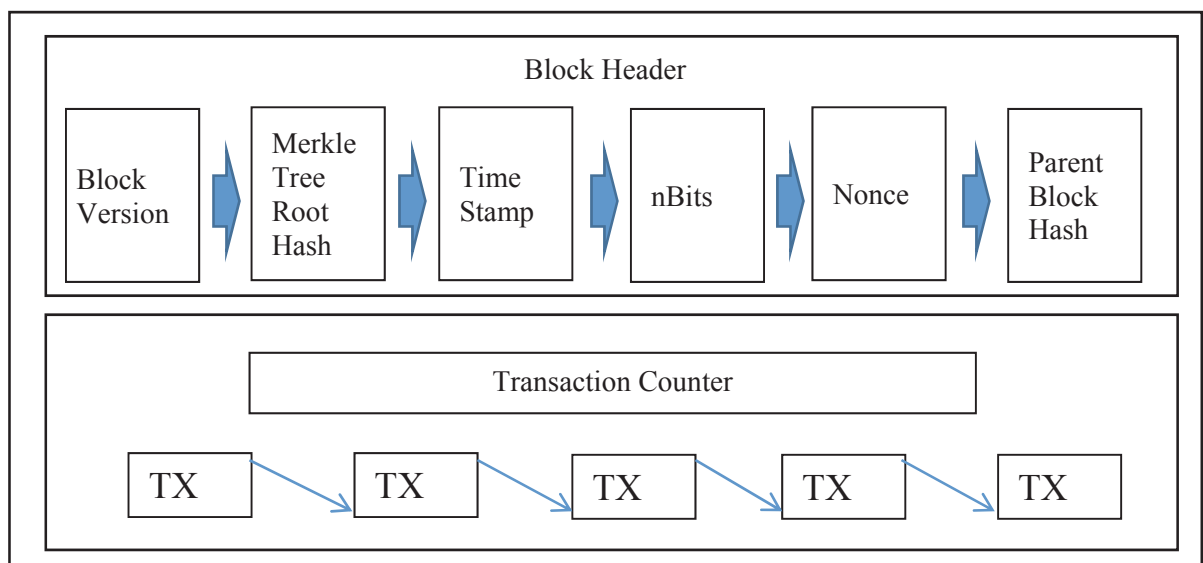 Block Header
Block
Version
Merkle
Tree
Root
Hash
Time
Stamp
nBits
Nonce
Parent
Block
Hash
Transaction Counter
TX
TX
TX
TX
TX